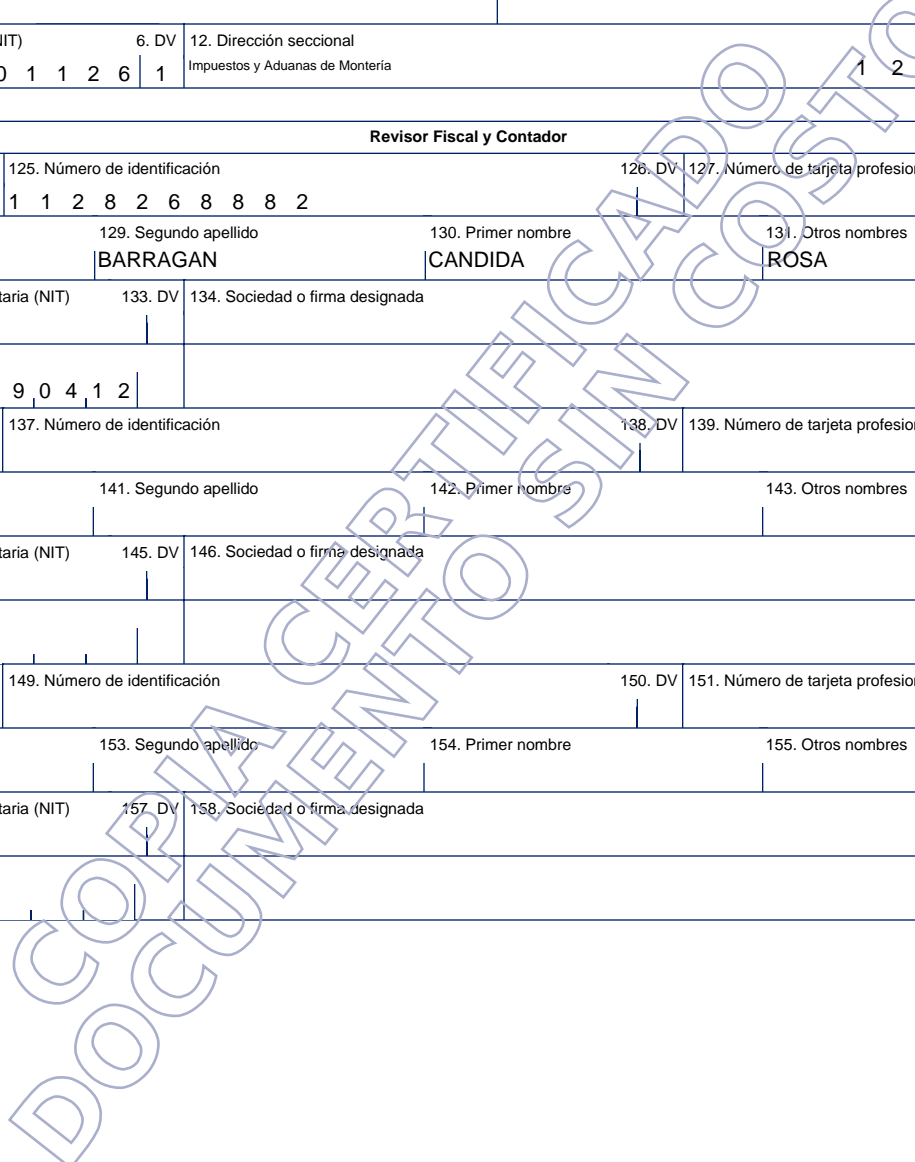 NIT) 6. DV 12. Dirección seccional
0 1 1 2 6 1 Impuestos y Aduanas de Montería 1 2
Revisor Fiscal y Contador
125. Número de identificación 126. DV 127. Número de tarjeta profesion
1 1 2 8 2 6 8 8 8 2
129. Segundo apellido 130. Primer nombre 131. Otros nombres
BARRAGAN CANDIDA ROSA
taria (NIT) 133. DV 134. Sociedad o firma designada
9 0 4 1 2
137. Número de identificación 138. DV 139. Número de tarjeta profesion
141. Segundo apellido 142. Primer nombre 143. Otros nombres
taria (NIT) 145. DV 146. Sociedad o firma designada
149. Número de identificación 150. DV 151. Número de tarjeta profesion
153. Segundo apellido 154. Primer nombre 155. Otros nombres
taria (NIT) 157. DV 158. Sociedad o firma designada
COPIA CERTIFICADO
DOCUMENTO SIN COSTO